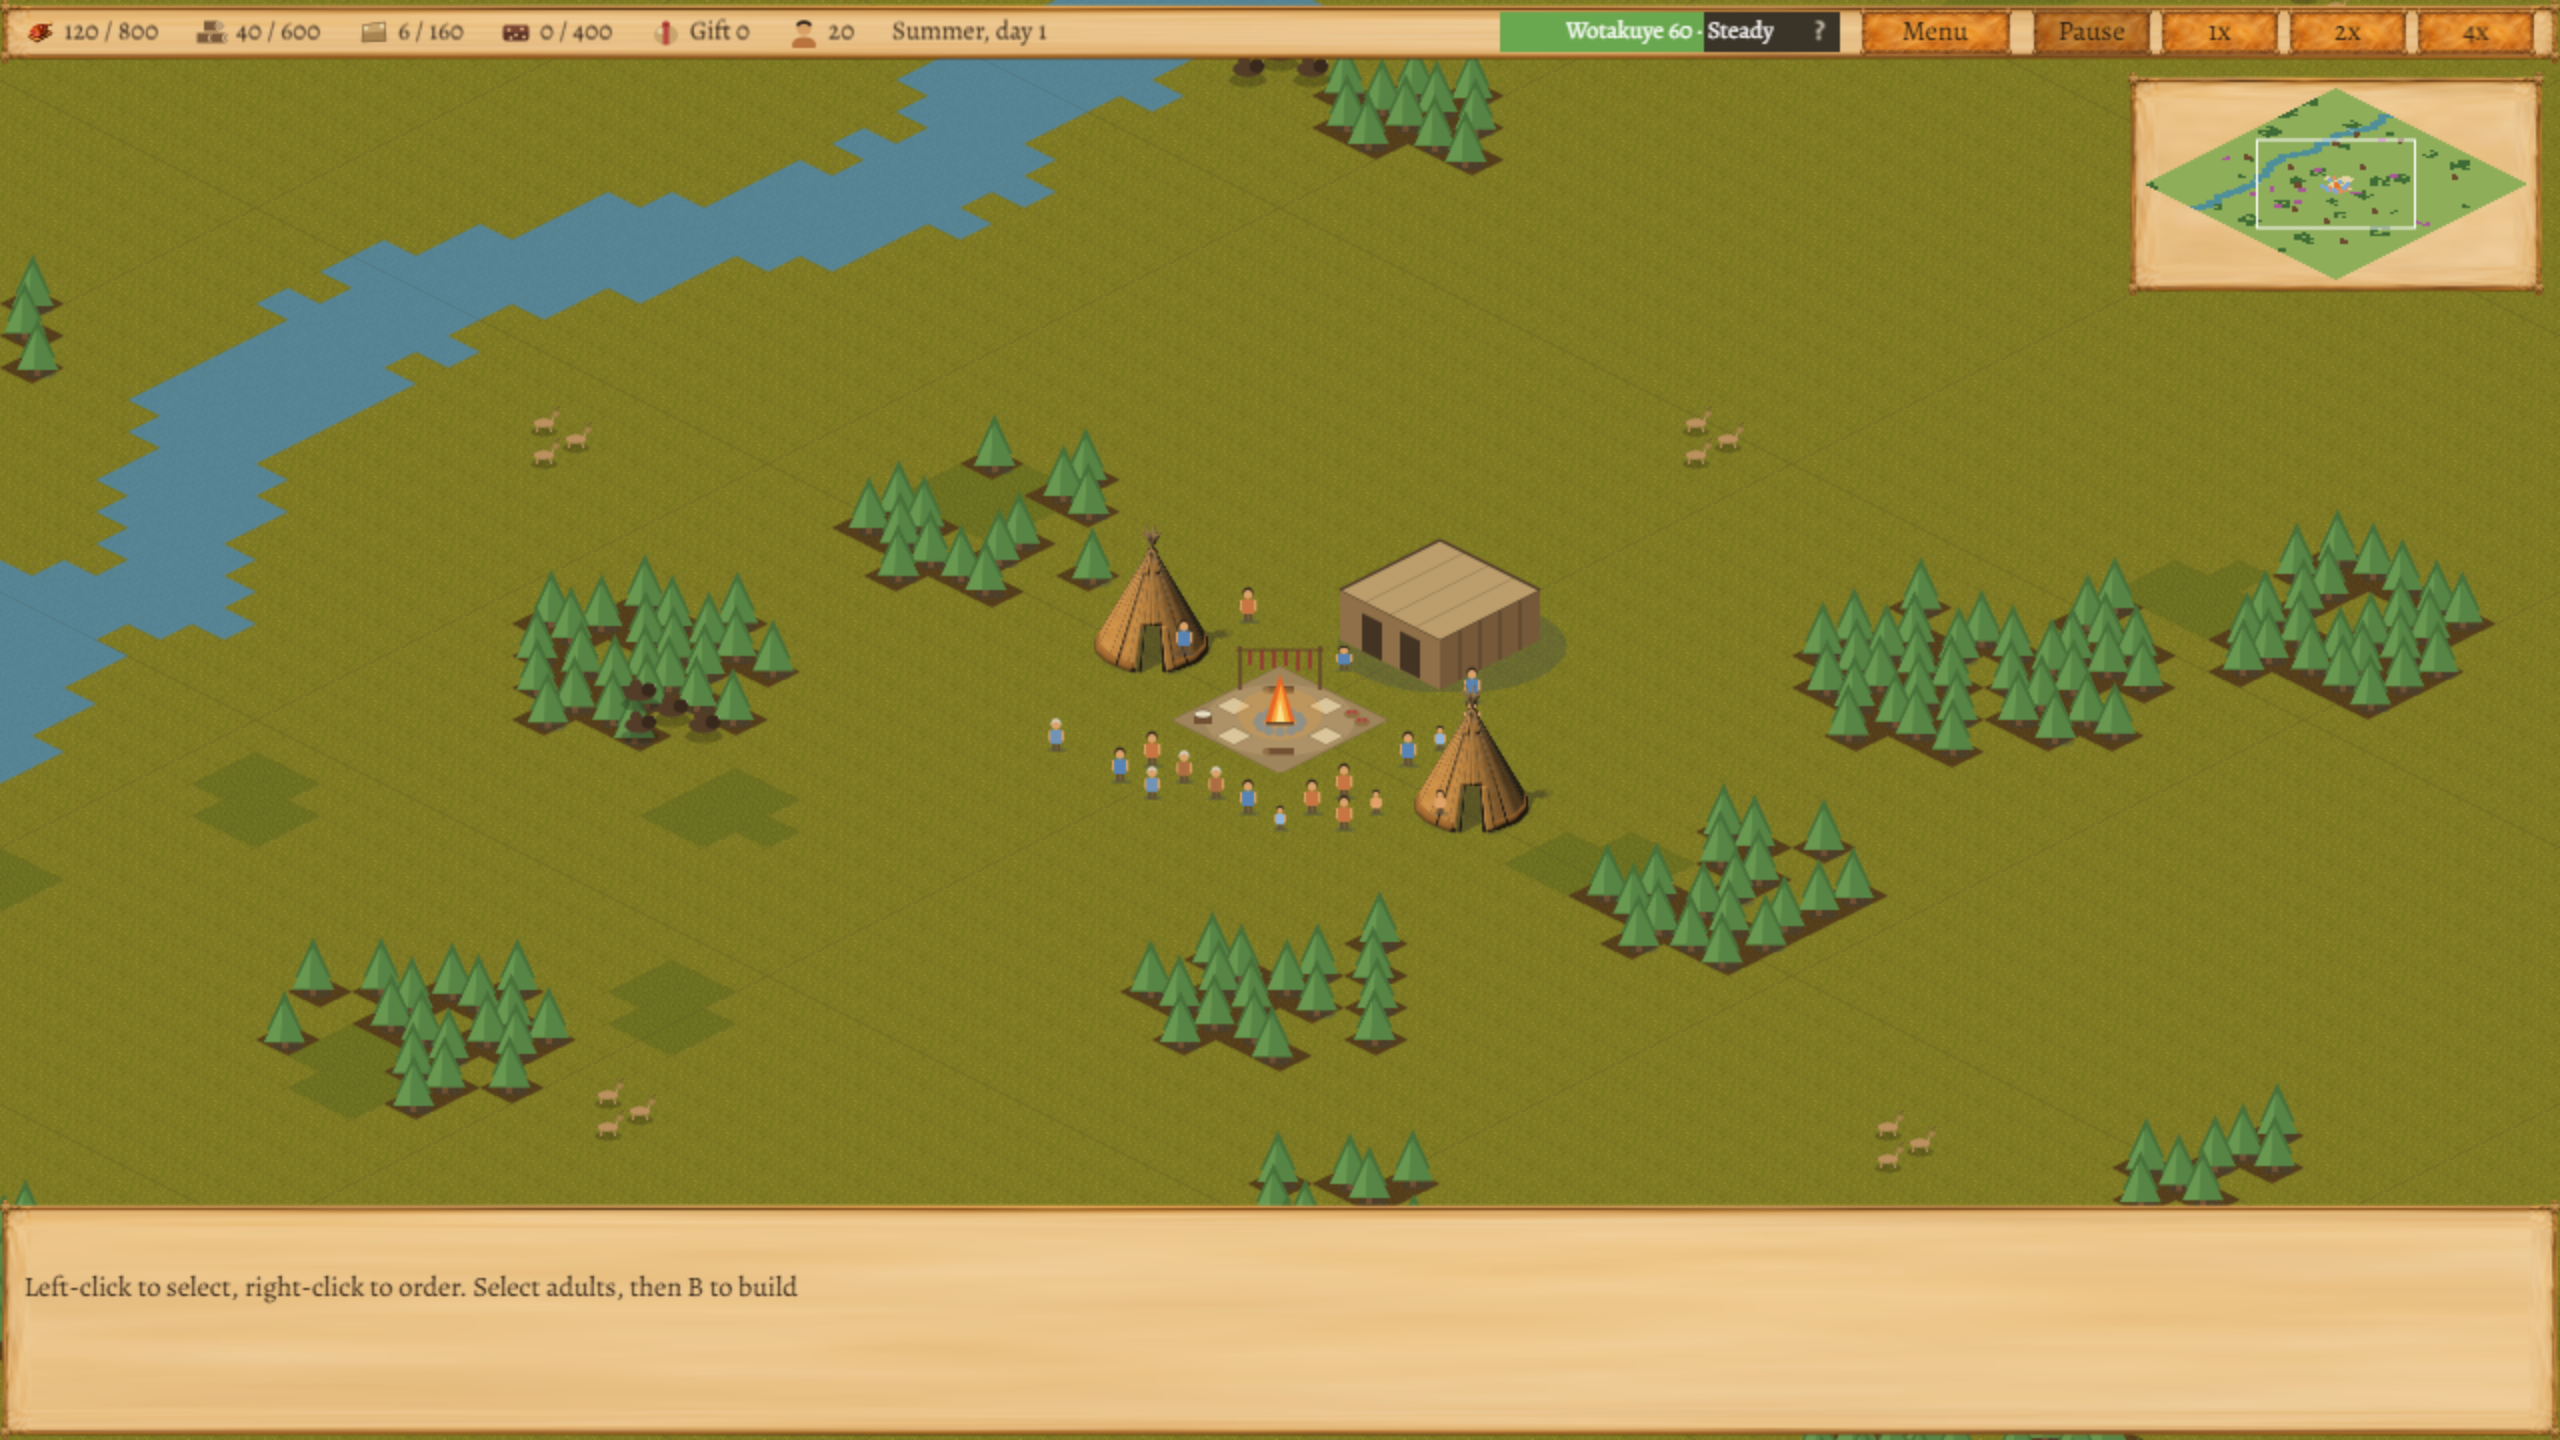 120 / 800 40 / 600 6 / 160 0 / 400 Gift 0 20 Summer, day 1 Wotakuye 60 · Steady ? Menu Pause 1x 2x 4x
Left-click to select, right-click to order. Select adults, then B to build